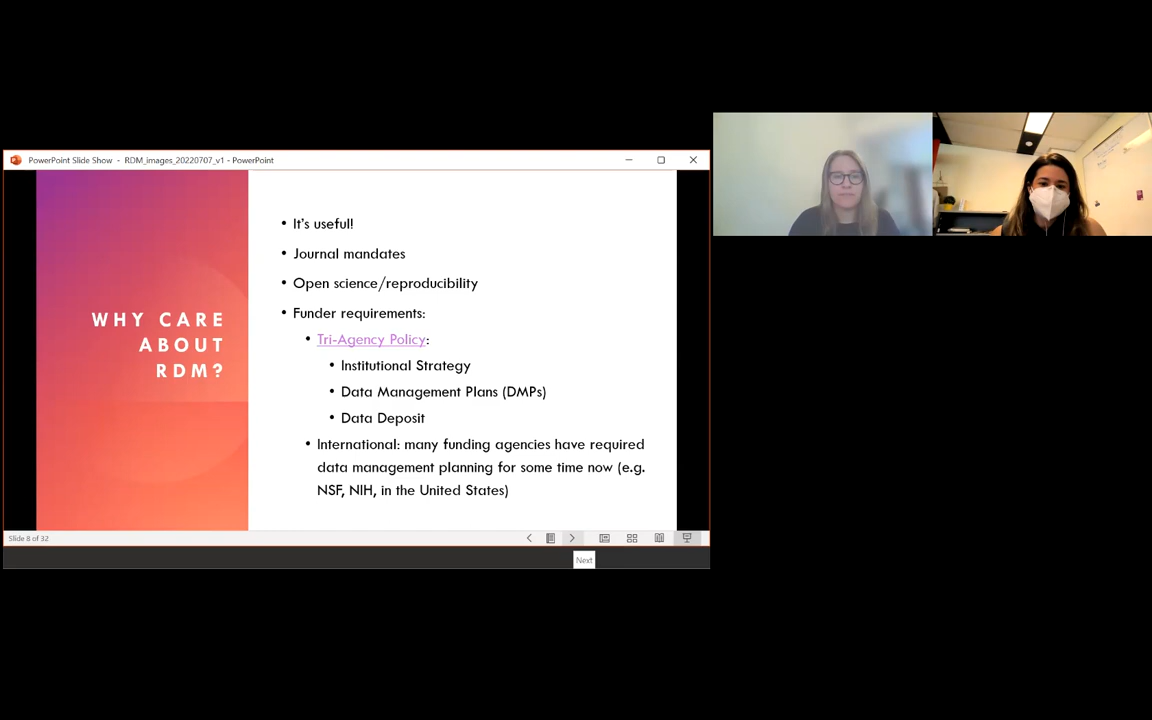 PowerPoint Slide Show - RDM_images_20220707_v1 - PowerPoint
WHY CARE
ABOUT
RDM?
• It's useful!
• Journal mandates
• Open science/reproducibility
• Funder requirements:
• Tri-Agency Policy:
• Institutional Strategy
• Data Management Plans (DMPs)
• Data Deposit
• International: many funding agencies have required
data management planning for some time now (e.g.
NSF, NIH, in the United States)
Slide 8 of 32
Next